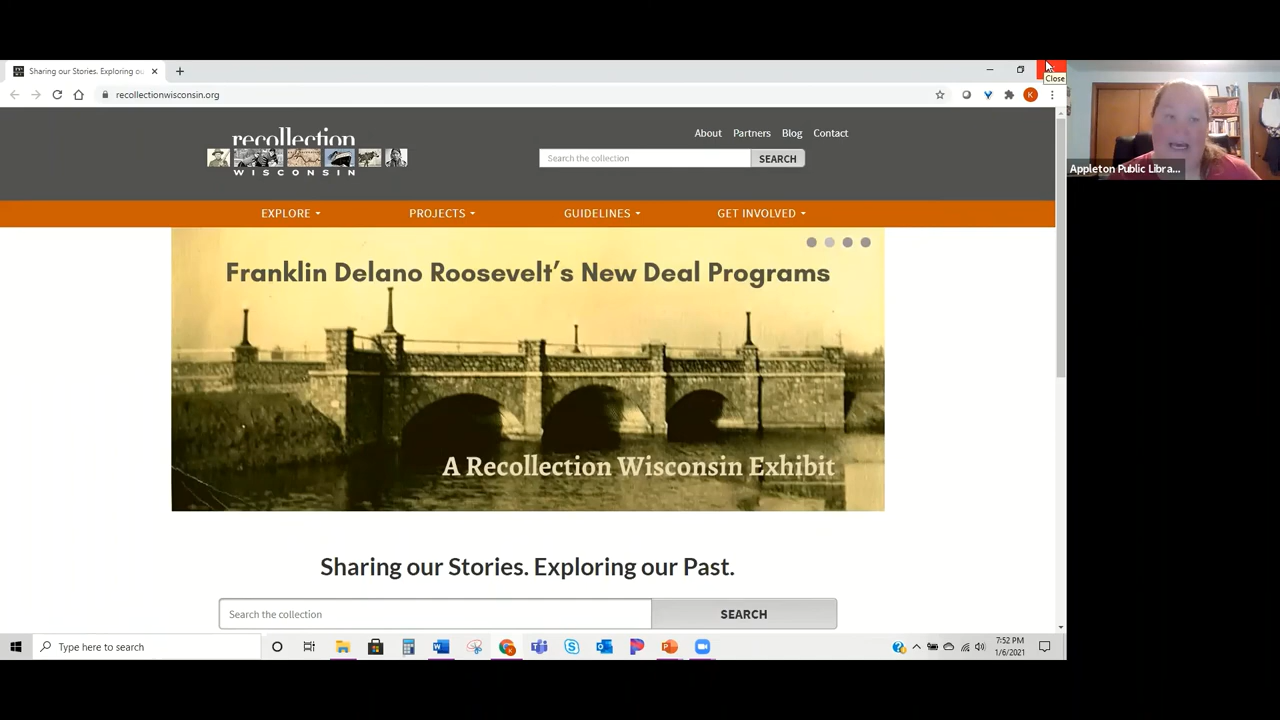 Sharing our Stories. Exploring ou
Close
recollectionwisconsin.org
K
recollection
WISCONSIN
About Partners Blog Contact
Search the collection SEARCH
Appleton Public Libra...
EXPLORE PROJECTS GUIDELINES GET INVOLVED
Franklin Delano Roosevelt's New Deal Programs
A Recollection Wisconsin Exhibit
Sharing our Stories. Exploring our Past.
Search the collection SEARCH
Type here to search
7:52 PM
1/6/2021